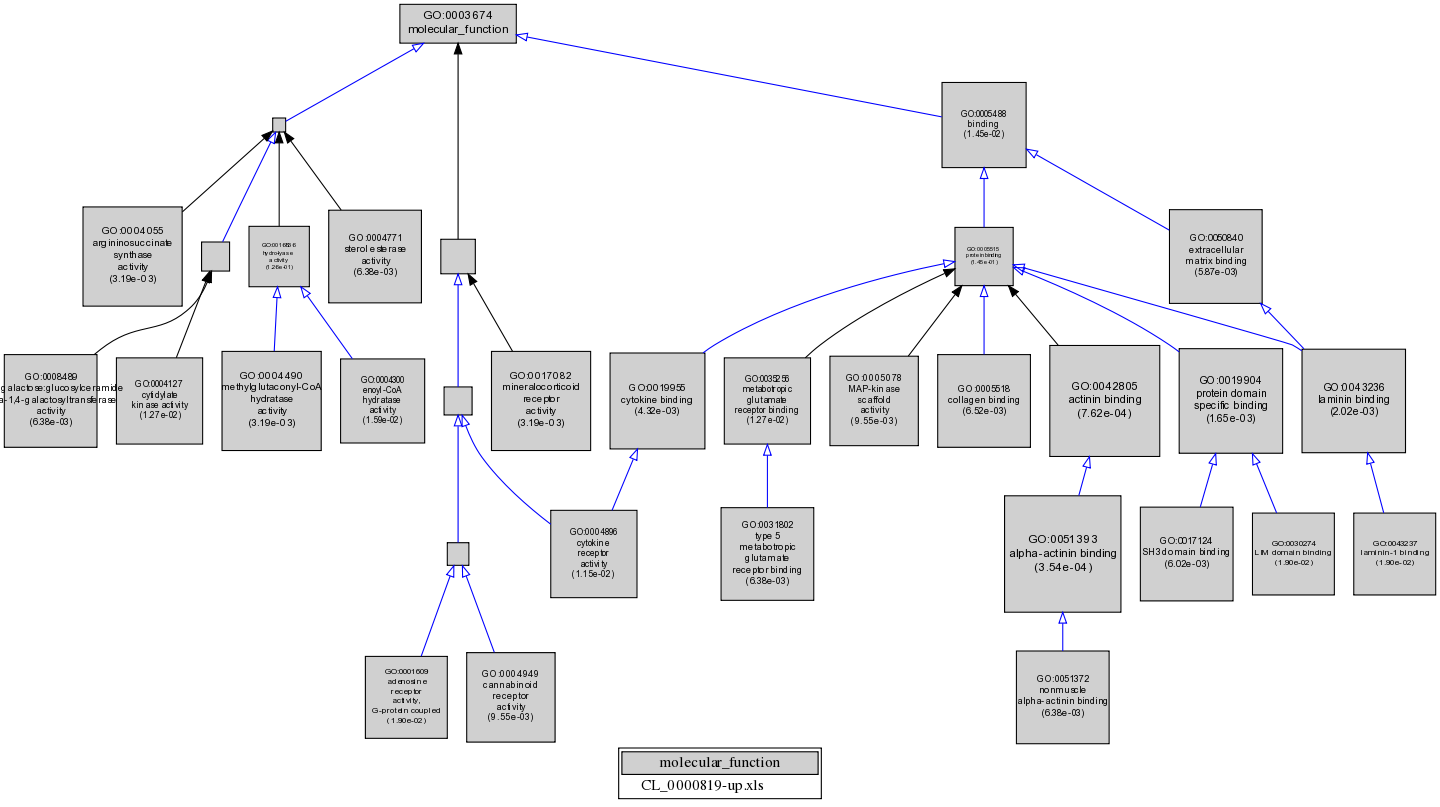 GO:0003674
molecular_function
GO:0005488
binding
(1.45e-02)
GO:0004055
argininosuccinate
synthase
activity
(3.19e-03)
GO:0016836
hydro-lyase
activity
(1.26e-01)
GO:0004771
sterol esterase
activity
(6.38e-03)
GO:0005515
protein binding
(1.45e-01)
GO:0050840
extracellular
matrix binding
(5.87e-03)
GO:0008489
galactose:glucosylceramide
a-1,4-galactosyltransferase
activity
(6.38e-03)
GO:0004127
cytidylate
kinase activity
(1.27e-02)
GO:0004490
methylglutaconyl-CoA
hydratase
activity
(3.19e-03)
GO:0004300
enoyl-CoA
hydratase
activity
(1.59e-02)
GO:0017082
mineralocorticoid
receptor
activity
(3.19e-03)
GO:0019955
cytokine binding
(4.32e-03)
GO:0035256
metabotropic
glutamate
receptor binding
(1.27e-02)
GO:0005078
MAP-kinase
scaffold
activity
(9.55e-03)
GO:0005518
collagen binding
(6.52e-03)
GO:0042805
actinin binding
(7.62e-04)
GO:0019904
protein domain
specific binding
(1.65e-03)
GO:0043236
laminin binding
(2.02e-03)
GO:0004896
cytokine
receptor
activity
(1.15e-02)
GO:0031802
type 5
metabotropic
glutamate
receptor binding
(6.38e-03)
GO:0051393
alpha-actinin binding
(3.54e-04)
GO:0017124
SH3 domain binding
(6.02e-03)
GO:0030274
LIM domain binding
(1.90e-02)
GO:0043237
laminin-1 binding
(1.90e-02)
GO:0001609
adenosine
receptor
activity,
G-protein coupled
(1.90e-02)
GO:0004949
cannabinoid
receptor
activity
(9.55e-03)
GO:0051372
nonmuscle
alpha-actinin binding
(6.38e-03)
molecular_function
CL_0000819-up.xls